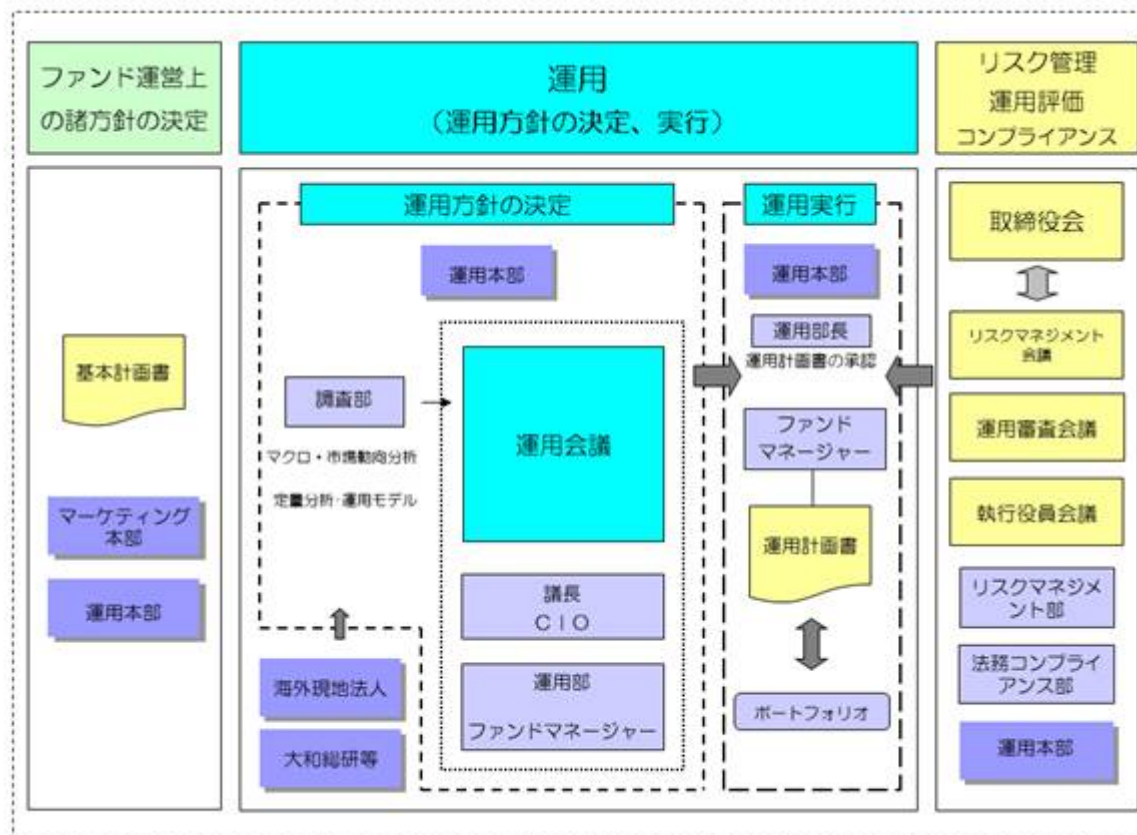 ファンド運営上
の諸方針の決定
運用
（運用方針の決定、実行）
リスク管理
運用評価
コンプライアンス
基本計画書
マーケティング
本部
運用本部
運用方針の決定
運用本部
調査部
マクロ・市場動向分析
定量分析・運用モデル
運用会議
議長
ＣＩＯ
運用部
ファンドマネージャー
海外現地法人
大和総研等
運用実行
運用本部
運用部長
運用計画書の承認
ファンド
マネージャー
運用計画書
ポートフォリオ
取締役会
リスクマネジメント
会議
運用審査会議
執行役員会議
リスクマネジメ
ント部
法務コンプライ
アンス部
運用本部